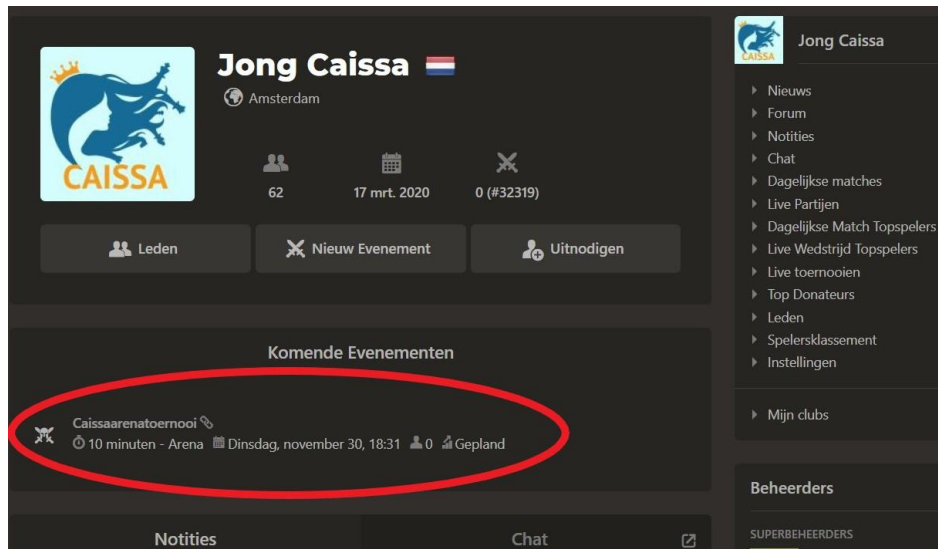 Jong Caissa
Amsterdam
CAISSA
62
17 mrt. 2020
0 (#32319)
Leden
Nieuw Evenement
Uitnodigen
Komende Evenementen
Caissaarenatoernooi
10 minuten - Arena Dinsdag, november 30, 18:31 0 Gepland
Notities
Chat
CAISSA
Jong Caissa
Nieuws
Forum
Notities
Chat
Dagelijkse matches
Live Partijen
Dagelijkse Match Topspelers
Live Wedstrijd Topspelers
Live toernooien
Top Donateurs
Leden
Spelersklassement
Instellingen
Mijn clubs
Beheerders
SUPERBEHEERDERS